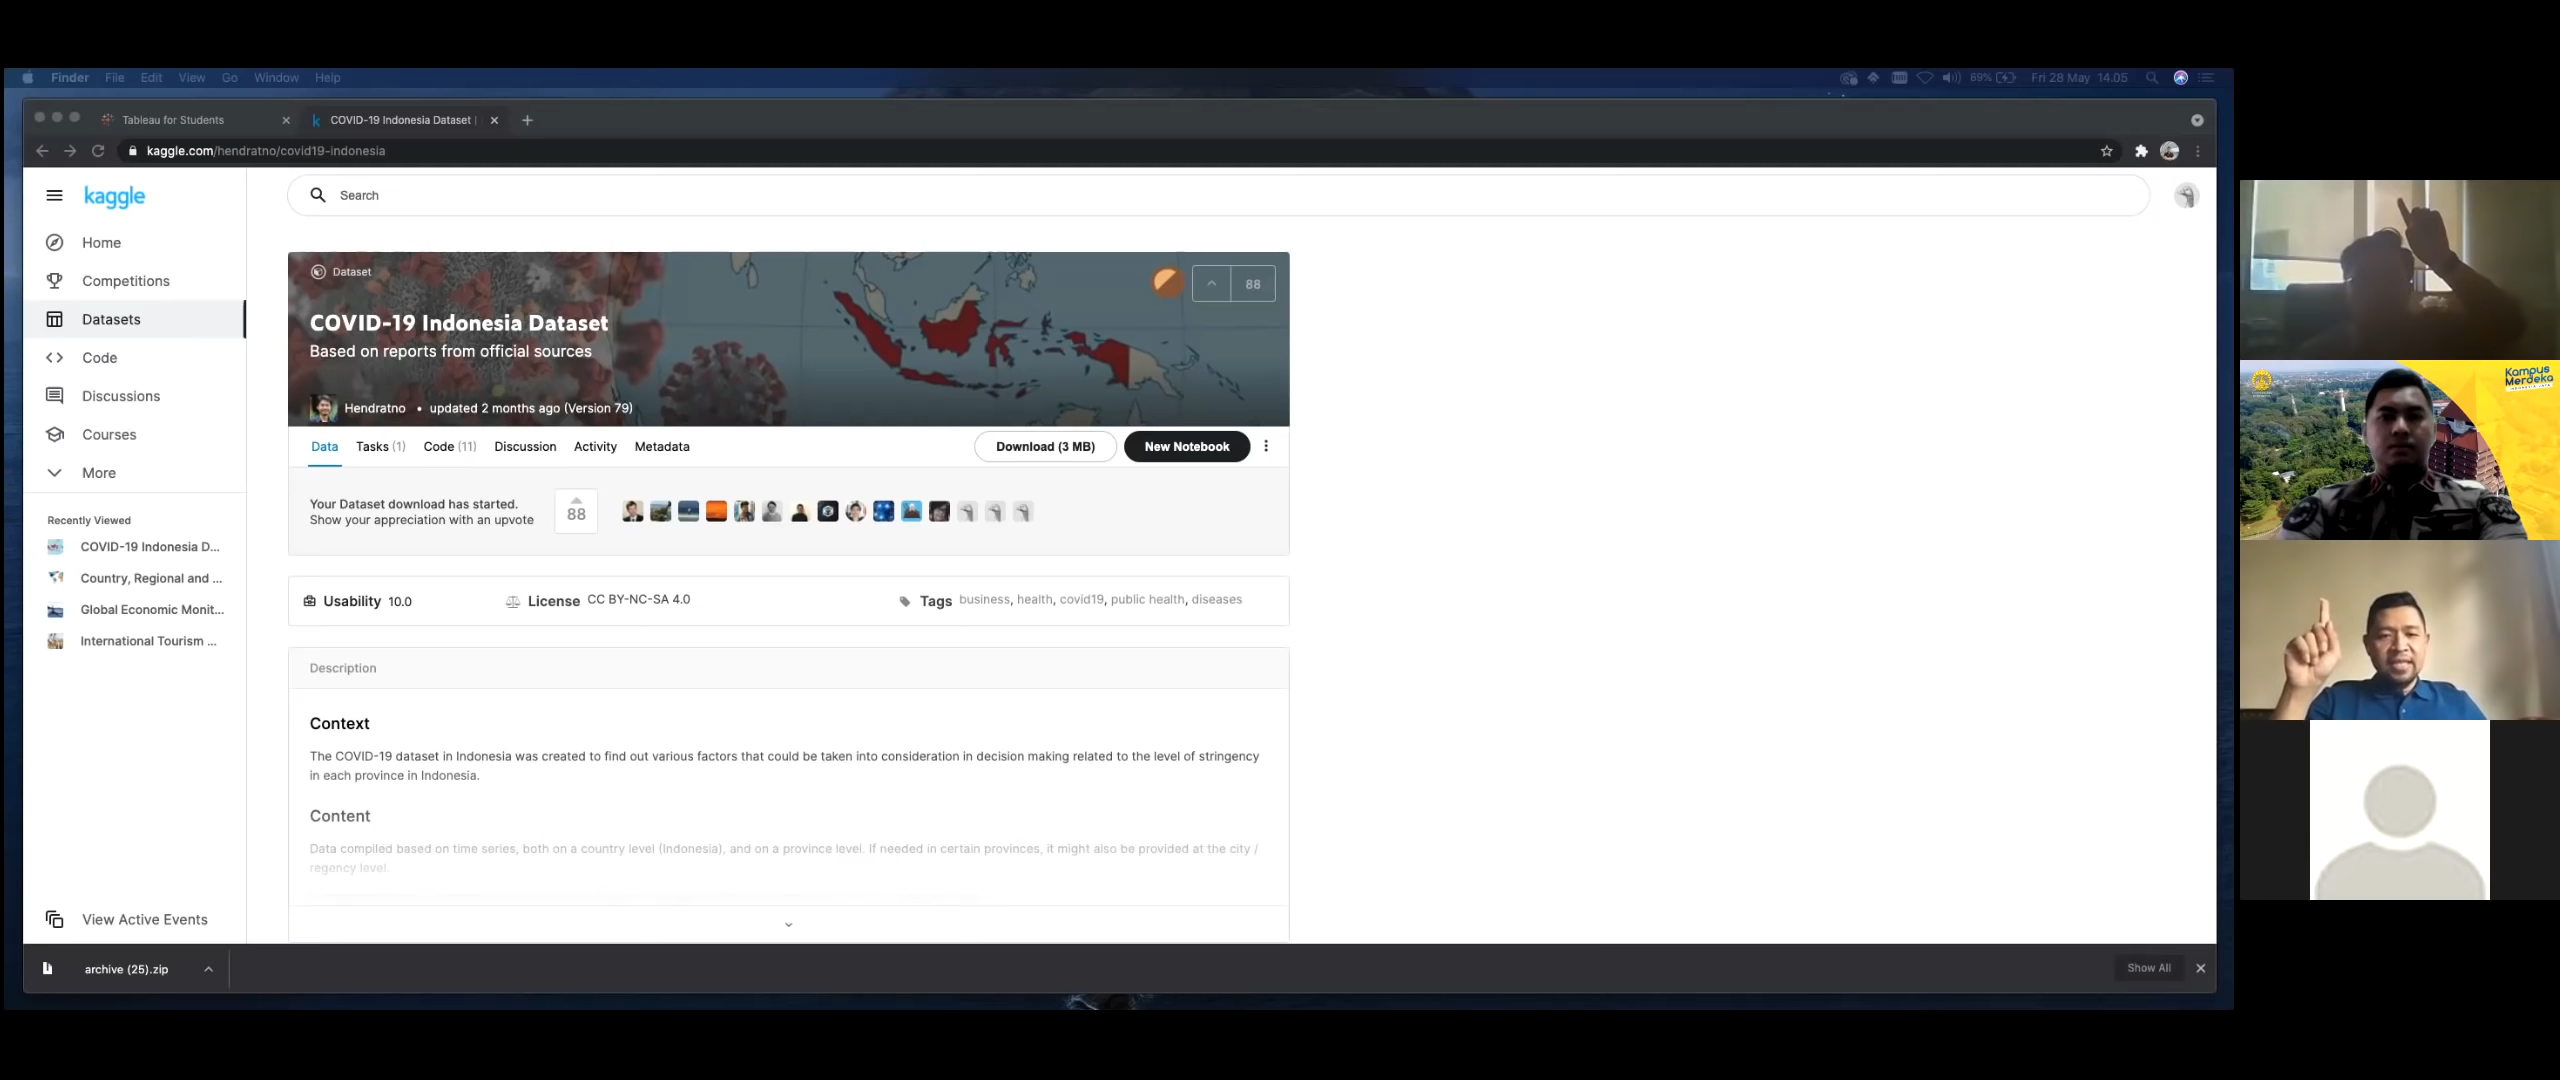 Finder File Edit View Go Window Help
69% Fri 28 May 14.05
Tableau for Students
COVID-19 Indonesia Dataset |
kaggle.com/hendratno/covid19-indonesia
kaggle
Search
Home
Competitions
Datasets
Code
Discussions
Courses
More
Recently Viewed
COVID-19 Indonesia D...
Country, Regional and ...
Global Economic Monit...
International Tourism ...
View Active Events
Dataset
88
COVID-19 Indonesia Dataset
Based on reports from official sources
Hendratno • updated 2 months ago (Version 79)
Data Tasks (1) Code (11) Discussion Activity Metadata Download (3 MB) New Notebook
Your Dataset download has started.
Show your appreciation with an upvote
88
Usability 10.0 License CC BY-NC-SA 4.0 Tags business, health, covid19, public health, diseases
Description
Context
The COVID-19 dataset in Indonesia was created to find out various factors that could be taken into consideration in decision making related to the level of stringency
in each province in Indonesia.
Content
Data compiled based on time series, both on a country level (Indonesia), and on a province level. If needed in certain provinces, it might also be provided at the city /
regency level.
archive (25).zip
Show All
Kampus
Merdeka